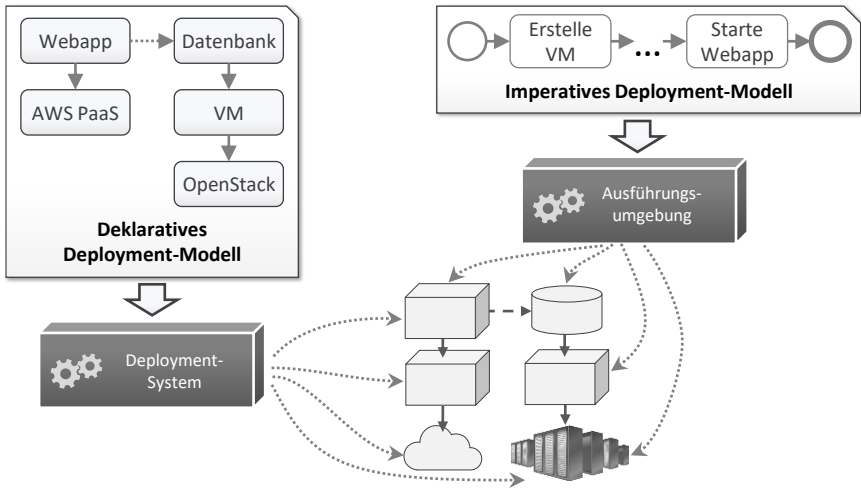 Webapp
Datenbank
AWS PaaS
VM
OpenStack
Deklaratives
Deployment-Modell
Erstelle
VM
...
Starte
Webapp
Imperatives Deployment-Modell
Ausführungs-
umgebung
Deployment-
System